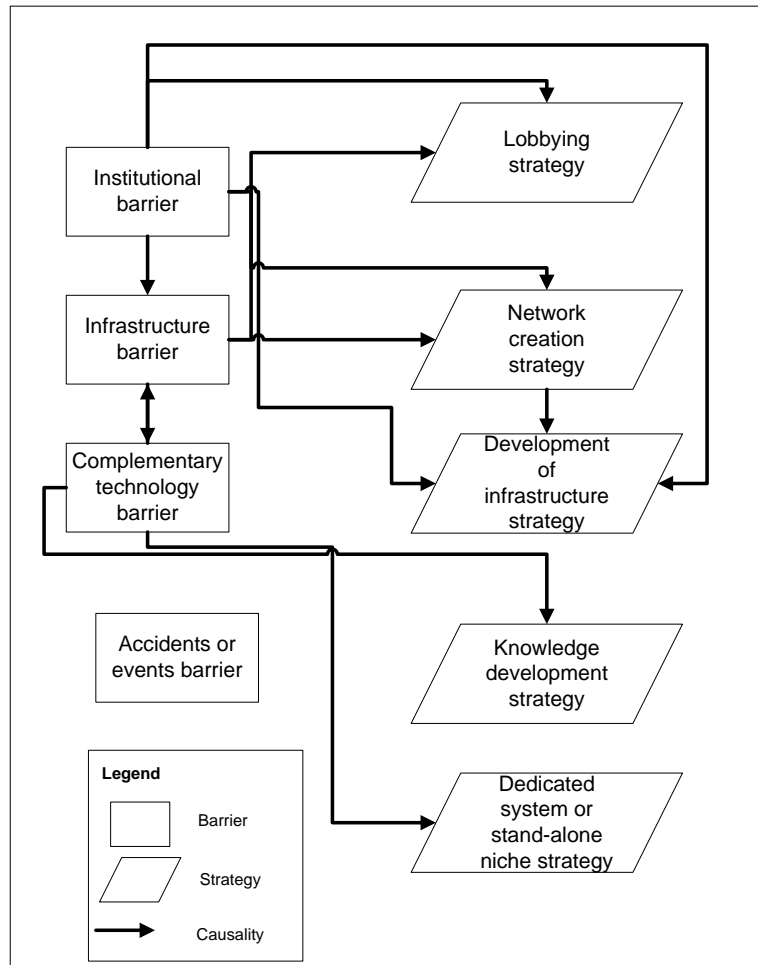 Lobbying
strategy
Institutional
barrier
Infrastructure
barrier
Network
creation
strategy
Complementary
technology
barrier
Development
of
infrastructure
strategy
Accidents or
events barrier
Knowledge
development
strategy
Legend
Barrier
Strategy
Causality
Dedicated
system or
stand-alone
niche strategy